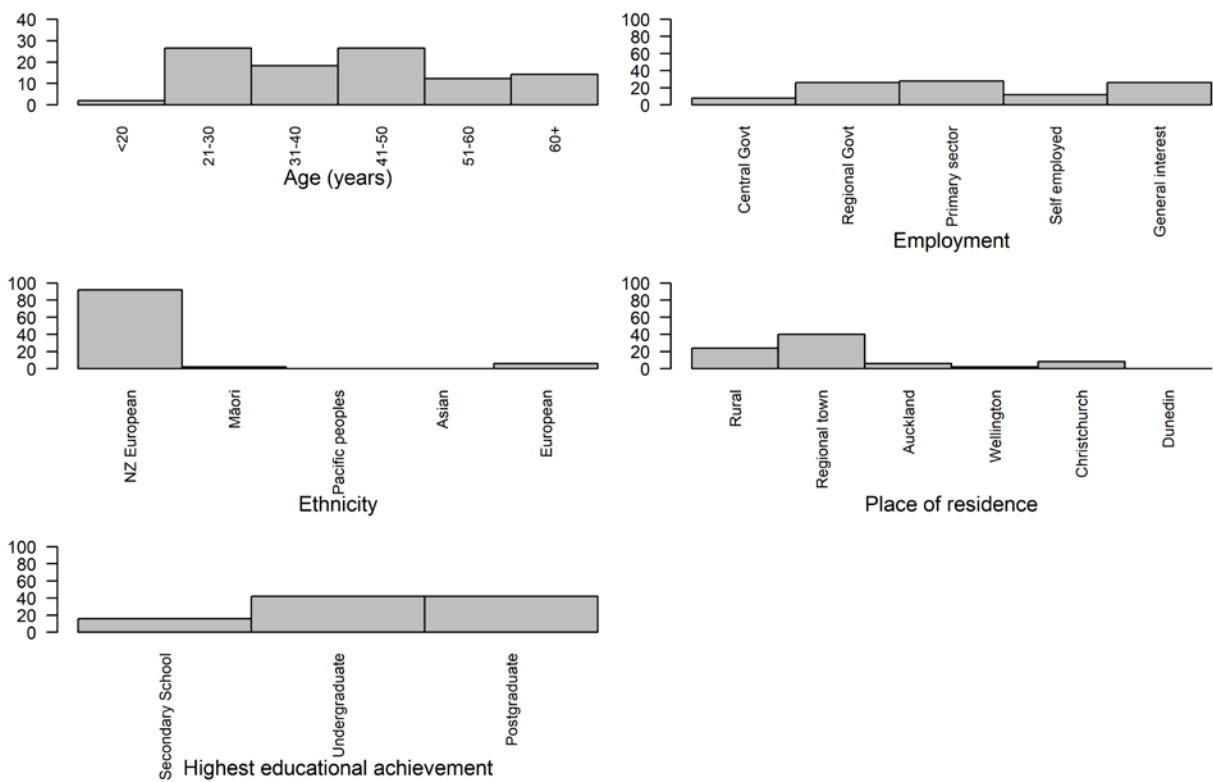 40
30
20
10
0
<20
21-30
31-40
41-50
51-60
60+
Age (years)
100
80
60
40
20
0
Central Govt
Regional Govt
Primary sector
Self employed
General interest
Employment
100
80
60
40
20
0
NZ European
Māori
Pacific peoples
Asian
European
Ethnicity
100
80
60
40
20
0
Rural
Regional town
Auckland
Wellington
Christchurch
Dunedin
Place of residence
100
80
60
40
20
0
Secondary School
Undergraduate
Postgraduate
Highest educational achievement